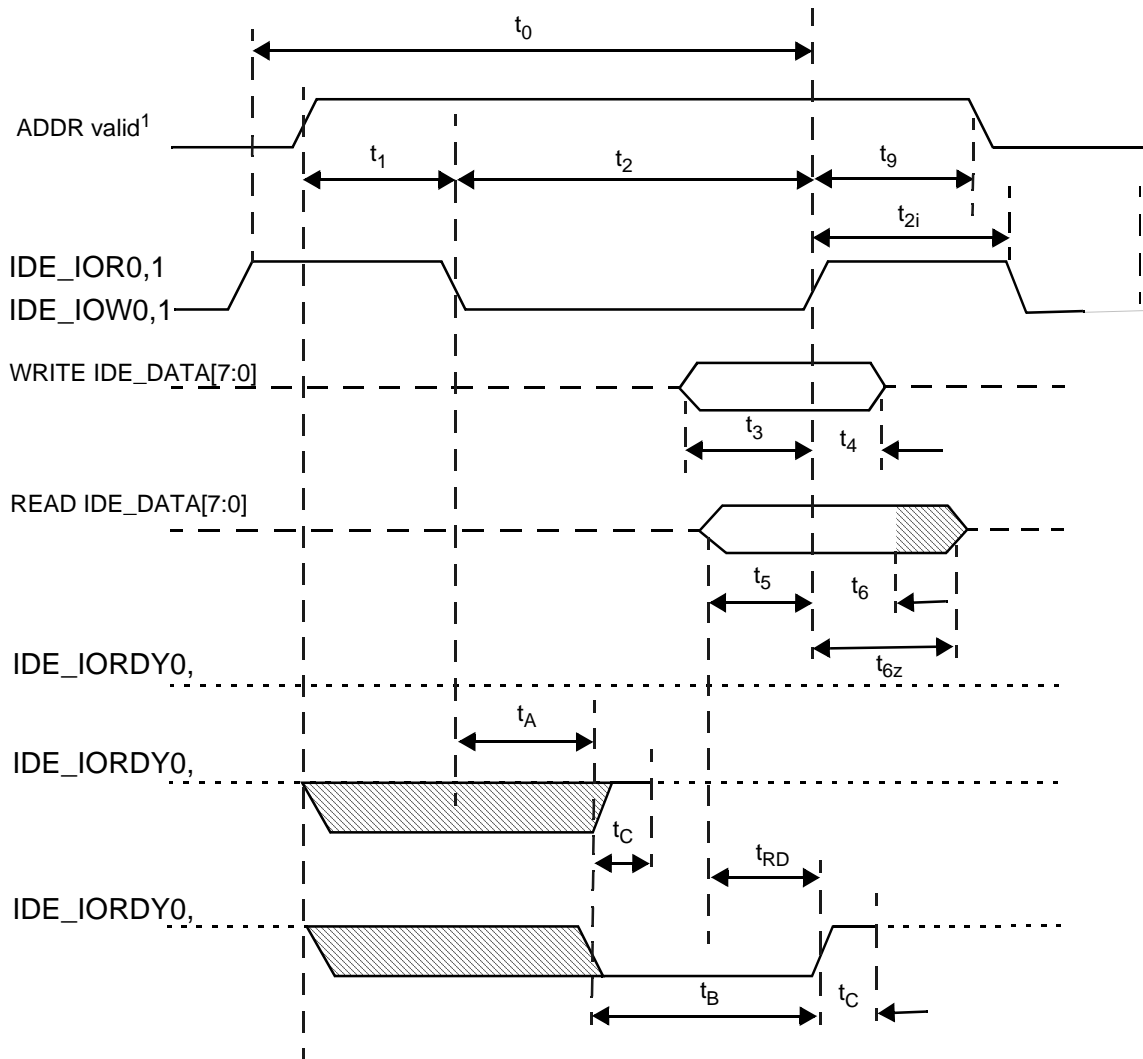 t0
ADDR valid1
t1 t2 t9
t2i
IDE_IOR0,1
IDE_IOW0,1
WRITE IDE_DATA[7:0]
t3 t4
READ IDE_DATA[7:0]
t5 t6
t6z
IDE_IORDY0,
tA
IDE_IORDY0,
tC
tRD
IDE_IORDY0,
tB tC